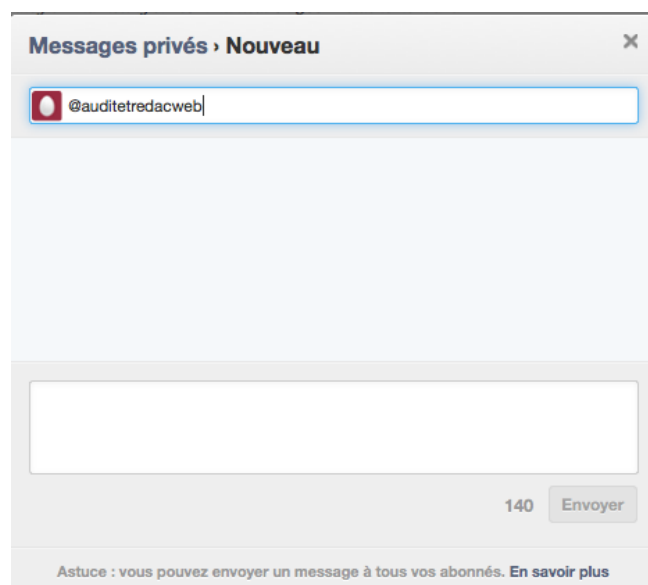 Messages privés › Nouveau
×
@auditetredacweb
140 Envoyer
Astuce : vous pouvez envoyer un message à tous vos abonnés. En savoir plus